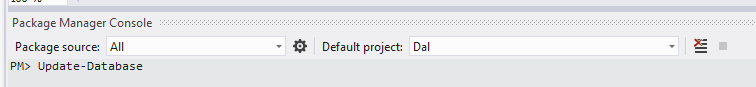 Package Manager Console
Package source: All Default project: Dal
PM> Update-Database